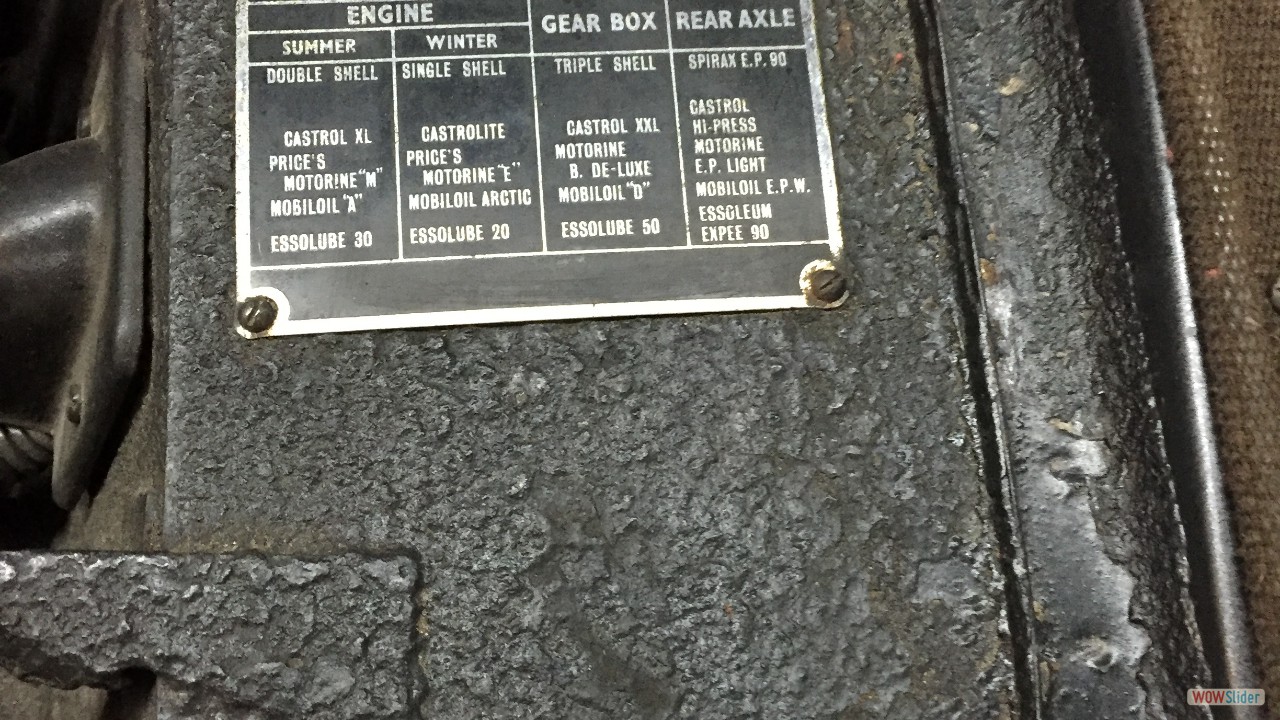 ENGINE
GEAR BOX
REAR AXLE
SUMMER
WINTER
DOUBLE SHELL
CASTROL XL
PRICE'S
MOTORINE "M"
MOBILOIL "A"
ESSOLUBE 30
SINGLE SHELL
CASTROLITE
PRICE'S
MOTORINE "E"
MOBILOIL ARCTIC
ESSOLUBE 20
TRIPLE SHELL
CASTROL XXL
MOTORINE
B. DE-LUXE
MOBILOIL "D"
ESSOLUBE 50
SPIRAX E.P. 90
CASTROL
HI-PRESS
MOTORINE
E.P. LIGHT
MOBILOIL E.P.W.
ESSOLEUM
EXPEE 90
WOWSlider